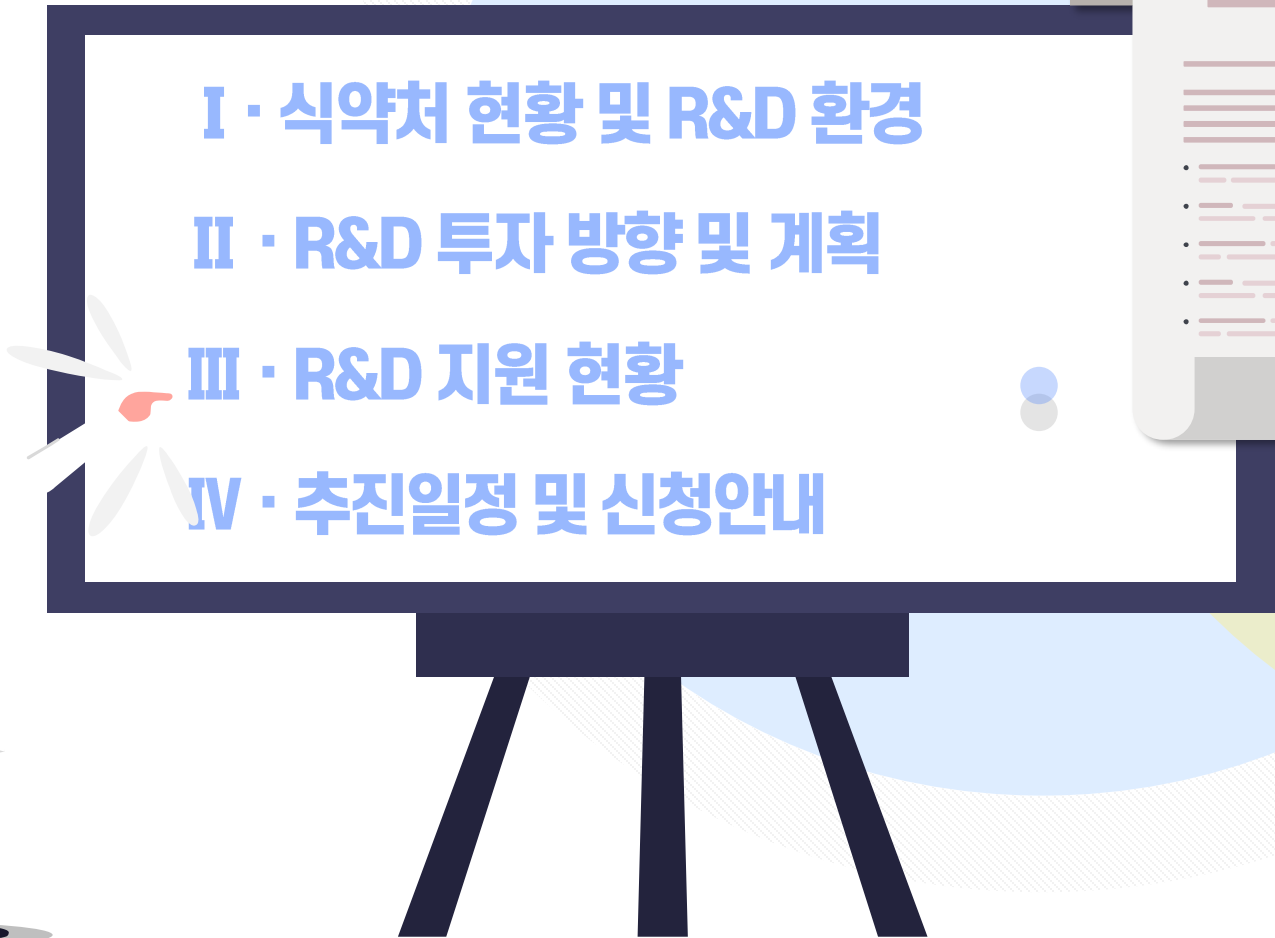 Ⅰ · 식약처 현황 및 R&D 환경
Ⅱ · R&D 투자 방향 및 계획
Ⅲ · R&D 지원 현황
Ⅳ · 추진일정 및 신청안내